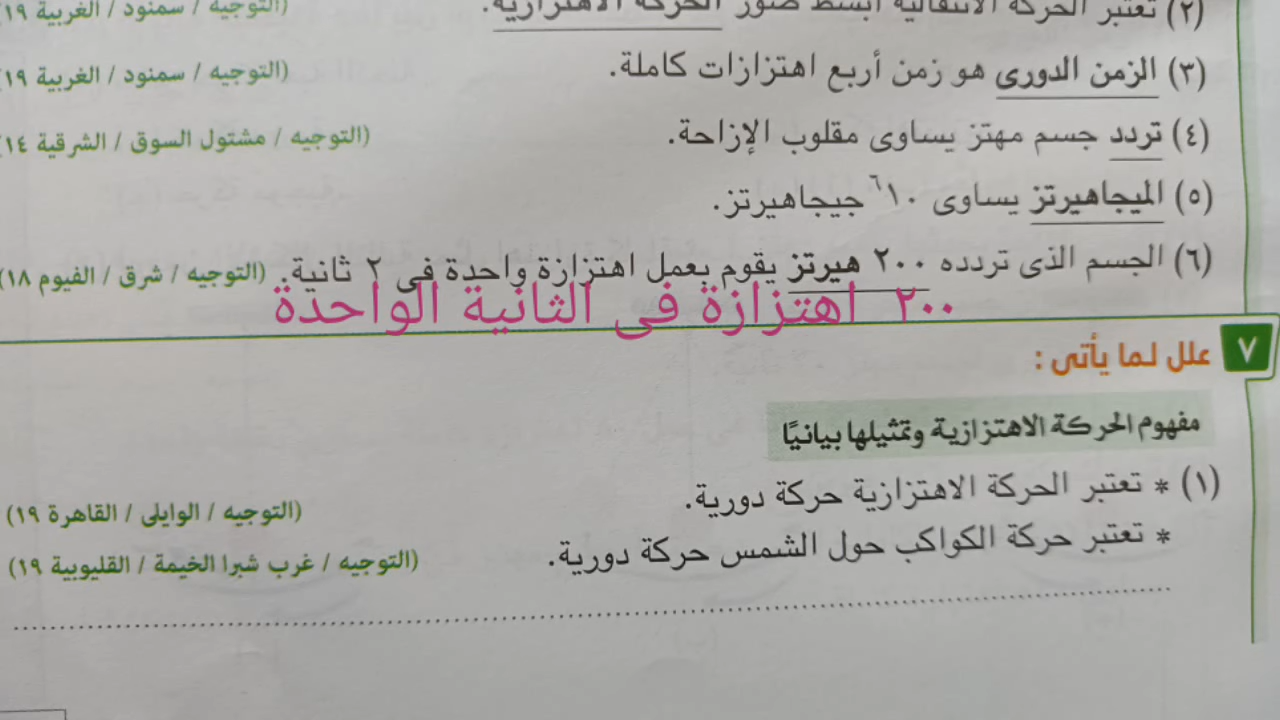 (٢) تعتبر الحركة الانتقالية أبسط صور الحركة الاهتزازية. (التوجيه / سمنود / الغربية ١٩)
(٣) الزمن الدورى هو زمن أربع اهتزازات كاملة. (التوجيه / سمنود / الغربية ١٩)
(٤) تردد جسم مهتز يساوى مقلوب الإزاحة. (التوجيه / مشتول السوق / الشرقية ١٤)
(٥) الميجاهيرتز يساوى ١٠⁶ جيجاهيرتز.
(٦) الجسم الذى تردده ٢٠٠ هيرتز يقوم بعمل اهتزازة واحدة فى ٢ ثانية. (التوجيه / شرق / الفيوم ١٨)
٢٠٠ اهتزازة فى الثانية الواحدة
٧ علل لما يأتى :
مفهوم الحركة الاهتزازية وتمثيلها بيانيًا
(١) * تعتبر الحركة الاهتزازية حركة دورية. (التوجيه / الوايلى / القاهرة ١٩)
* تعتبر حركة الكواكب حول الشمس حركة دورية. (التوجيه / غرب شبرا الخيمة / القليوبية ١٩)